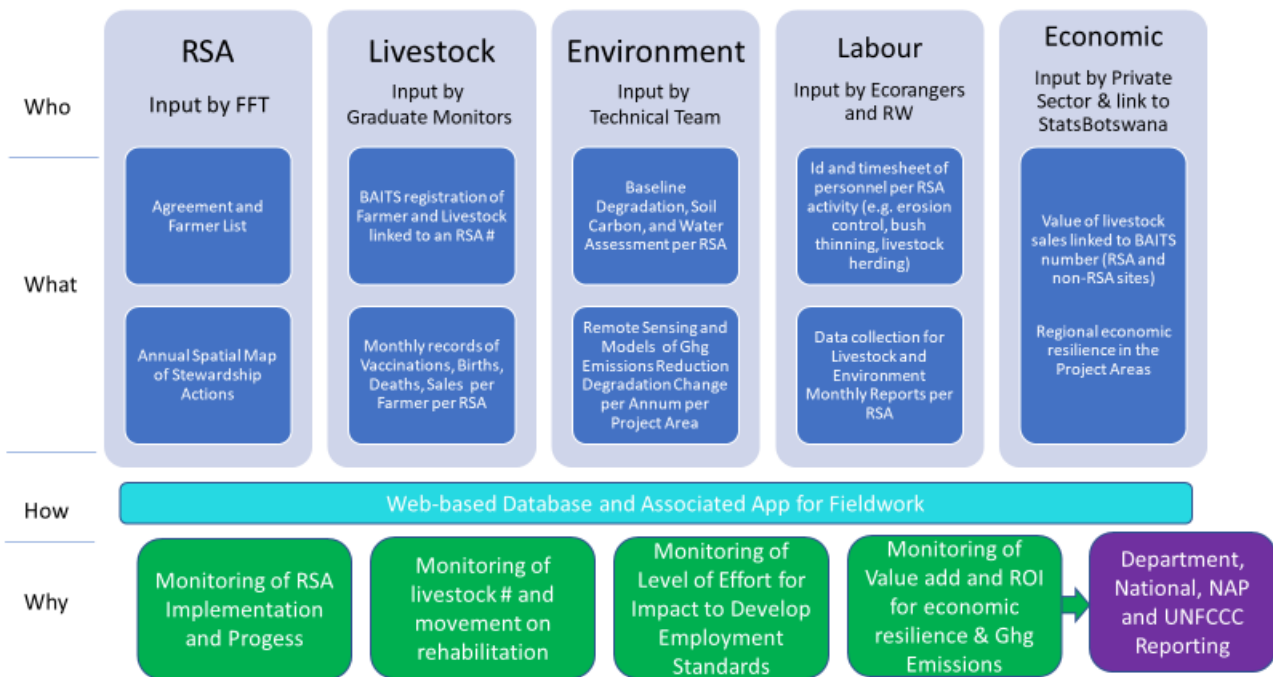 RSA
Livestock
Environment
Labour
Economic
Who
Input by FFT
Input by
Graduate Monitors
Input by
Technical Team
Input by Ecorangers
and RW
Input by Private
Sector & link to
StatsBotswana
What
Agreement and
Farmer List
BAITS registration of
Farmer and Livestock
linked to an RSA #
Baseline
Degradation, Soil
Carbon, and Water
Assessment per RSA
Id and timesheet of
personnel per RSA
activity (e.g. erosion
control, bush
thinning, livestock
herding)
Value of livestock
sales linked to BAITS
number (RSA and
non-RSA sites)
Regional economic
resilience in the
Project Areas
Annual Spatial Map
of Stewardship
Actions
Monthly records of
Vaccinations, Births,
Deaths, Sales per
Farmer per RSA
Remote Sensing and
Models of Ghg
Emissions Reduction
Degradation Change
per Annum per
Project Area
Data collection for
Livestock and
Environment
Monthly Reports per
RSA
How
Web-based Database and Associated App for Fieldwork
Why
Monitoring of RSA
Implementation
and Progess
Monitoring of
livestock # and
movement on
rehabilitation
Monitoring of
Level of Effort for
Impact to Develop
Employment
Standards
Monitoring of
Value add and ROI
for economic
resilience & Ghg
Emissions
Department,
National, NAP
and UNFCCC
Reporting